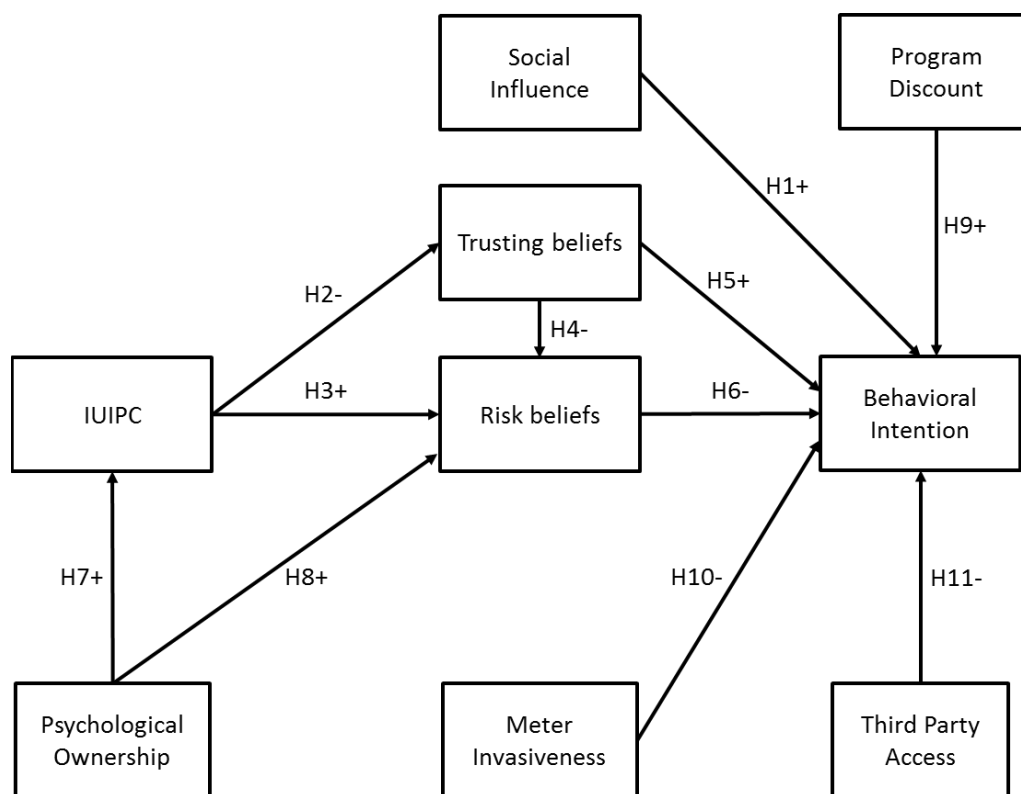 Social
Influence
Program
Discount
H1+
H9+
Trusting beliefs
H5+
H2-
H4-
IUIPC
H3+
Risk beliefs
H6-
Behavioral
Intention
H7+
H8+
H10-
H11-
Psychological
Ownership
Meter
Invasiveness
Third Party
Access